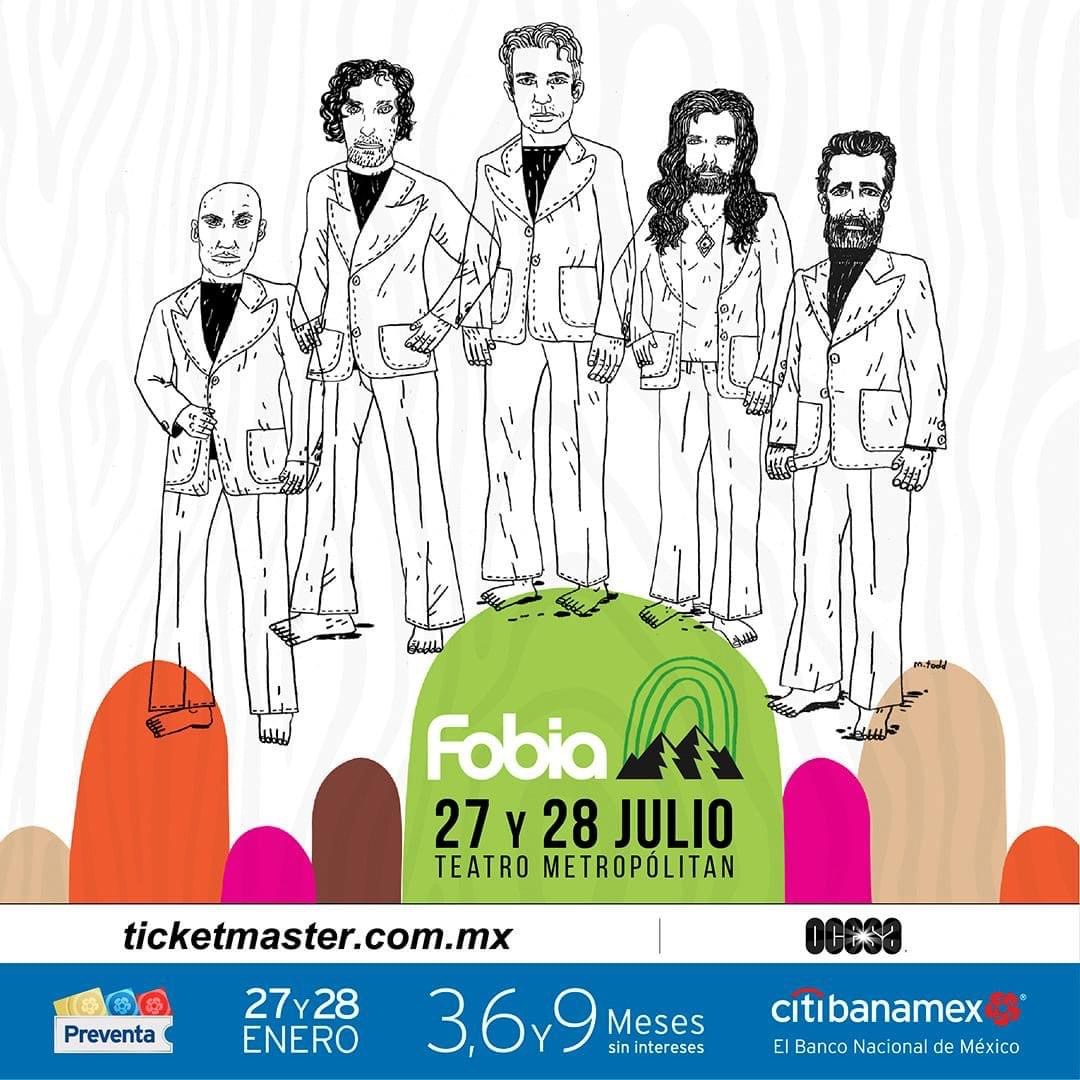 m.todd
Fobia
27 Y 28 JULIO
TEATRO METROPÓLITAN
ticketmaster.com.mx
ocesa
Preventa
27 Y 28
ENERO
3,6 Y 9 Meses
sin intereses
citibanamex®
El Banco Nacional de México